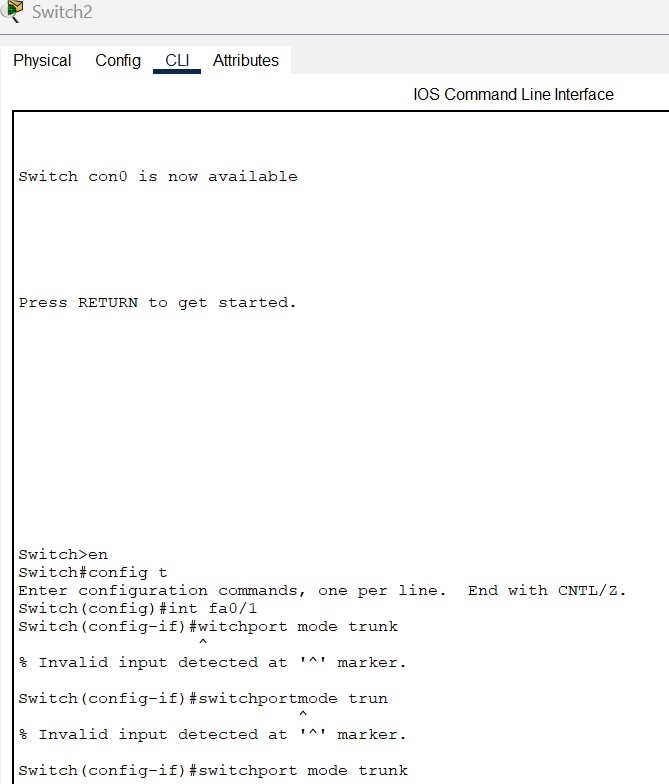 Switch2
Physical Config CLI Attributes
IOS Command Line Interface
Switch con0 is now available
Press RETURN to get started.
Switch>en
Switch#config t
Enter configuration commands, one per line.  End with CNTL/Z.
Switch(config)#int fa0/1
Switch(config-if)#witchport mode trunk
^
% Invalid input detected at '^' marker.
Switch(config-if)#switchportmode trun
^
% Invalid input detected at '^' marker.
Switch(config-if)#switchport mode trunk